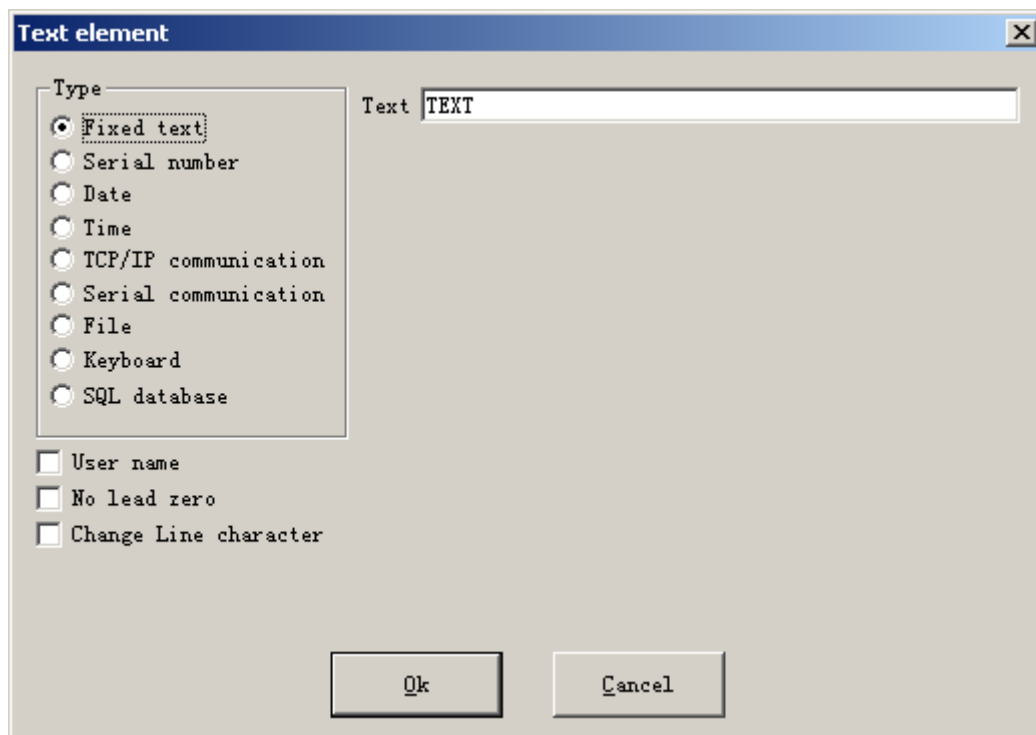 Text element
Type
Fixed text
Serial number
Date
Time
TCP/IP communication
Serial communication
File
Keyboard
SQL database
Text TEXT
User name
No lead zero
Change Line character
Ok Cancel